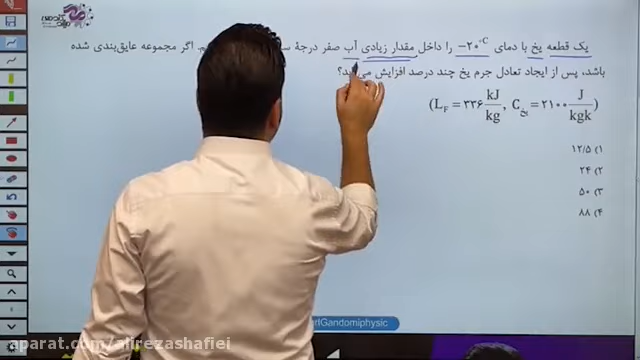 یک قطعه یخ با دمای ۲۰°C− را داخل مقدار زیادی آب صفر درجهٔ اگر مجموعه عایق‌بندی شده
باشد، پس از ایجاد تعادل جرم یخ چند درصد افزایش
(L_F = ۳۳۶ kJ/kg, C_یخ = ۲۱۰۰ J/kgk)
۱) ۱۲/۵
۲) ۲۴
۳) ۵۰
۴) ۸۸
rlGandomiphysic
aparat.com/alirezashafiei